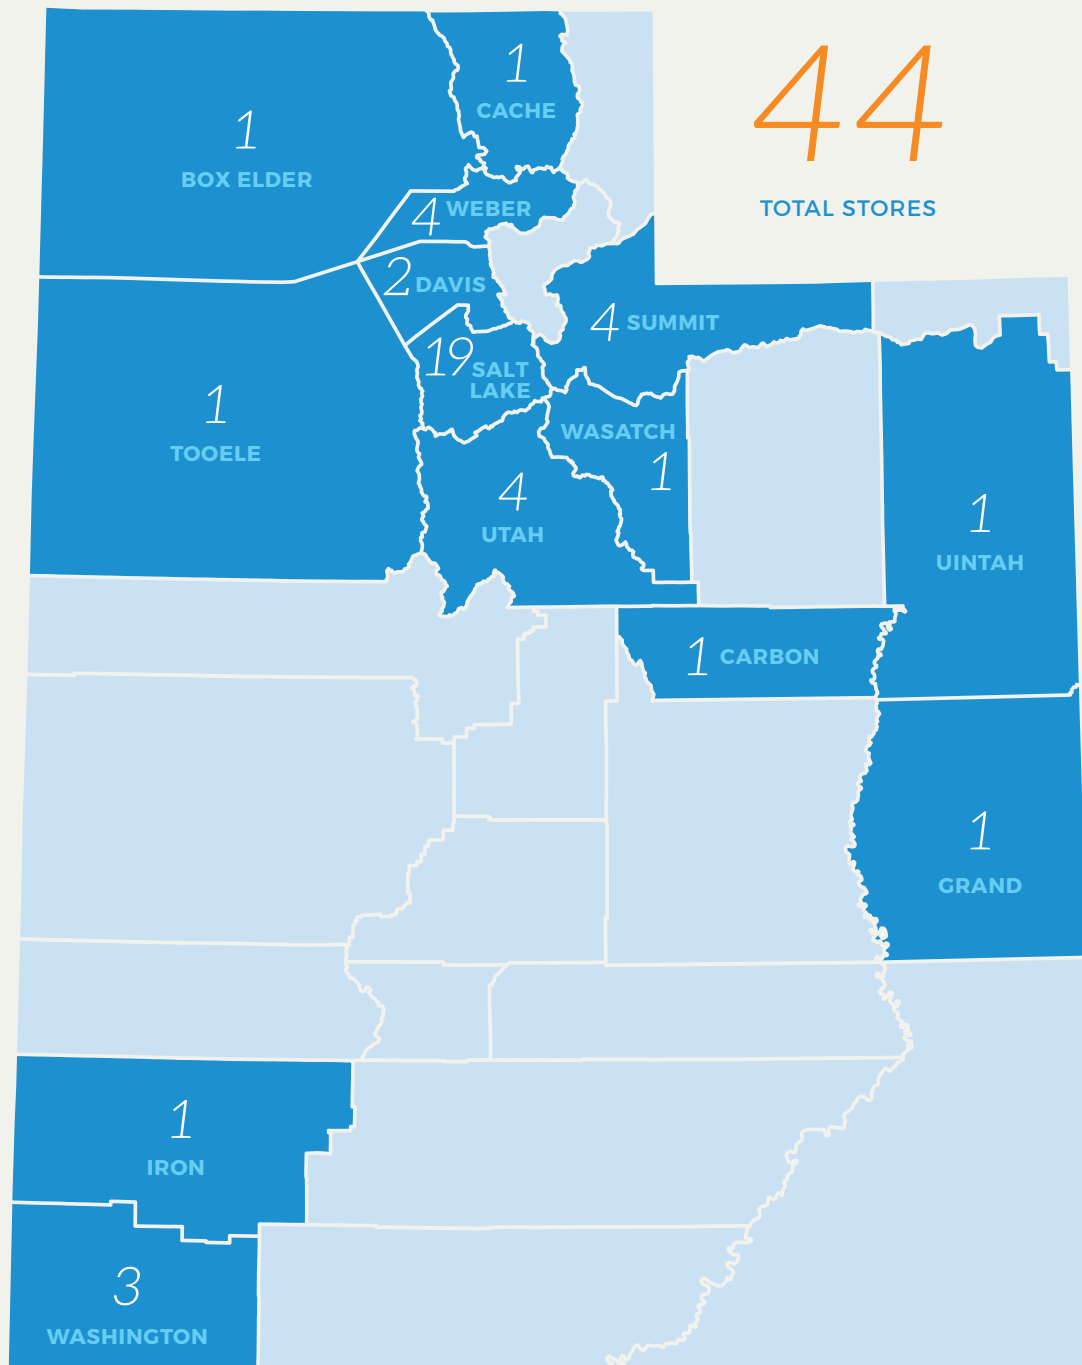 44
TOTAL STORES
1
CACHE
1
BOX ELDER
4 WEBER
2 DAVIS
4 SUMMIT
19 SALT
LAKE
1
TOOELE
WASATCH
1
4
UTAH
1
UINTAH
1 CARBON
1
GRAND
1
IRON
3
WASHINGTON